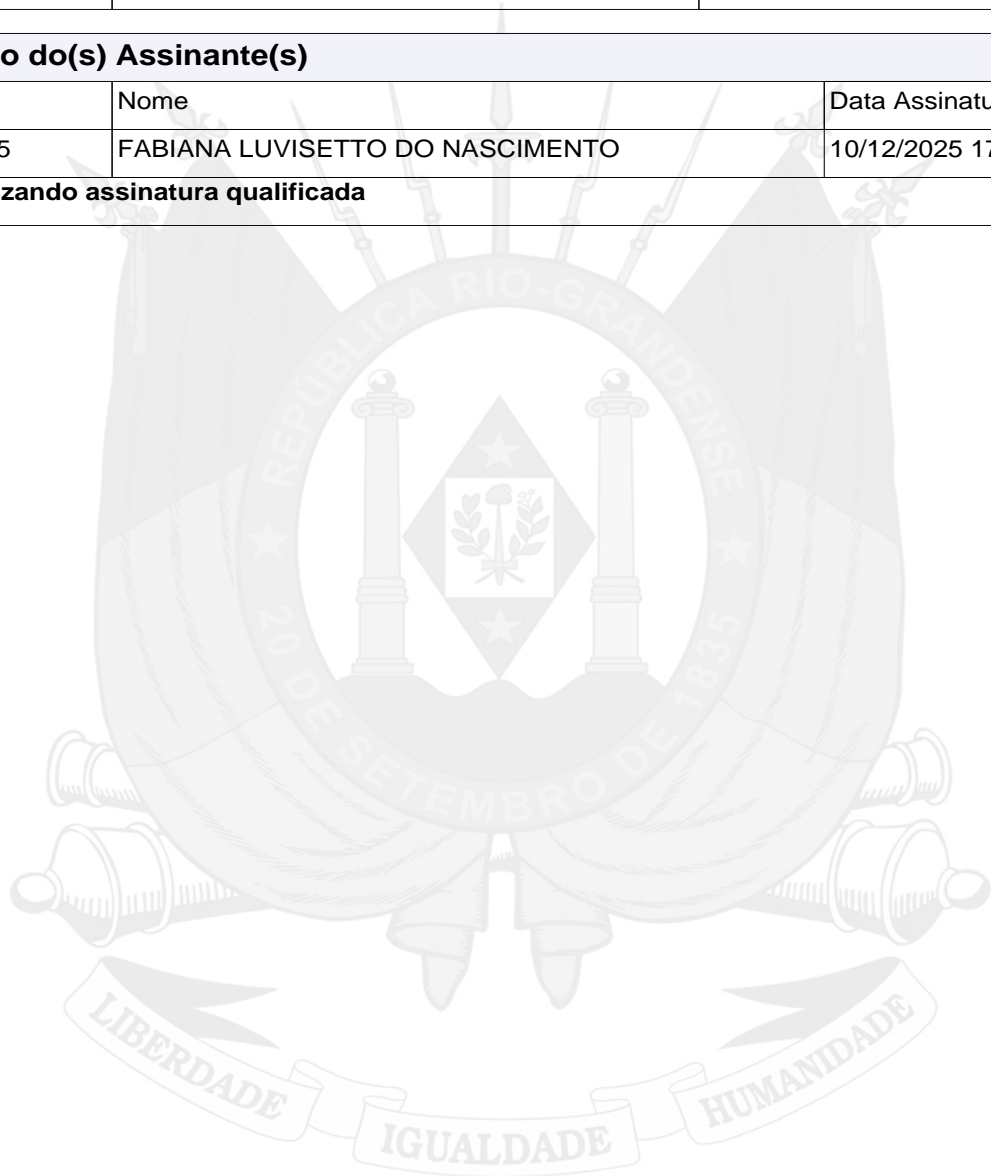 o do(s) Assinante(s)
Nome
Data Assinatu
5
FABIANA LUVISETTO DO NASCIMENTO
10/12/2025 17
zando assinatura qualificada
REPÚBLICA RIO-GRANDENSE
20 DE SETEMBRO DE 1835
LIBERDADE
IGUALDADE
HUMANIDADE